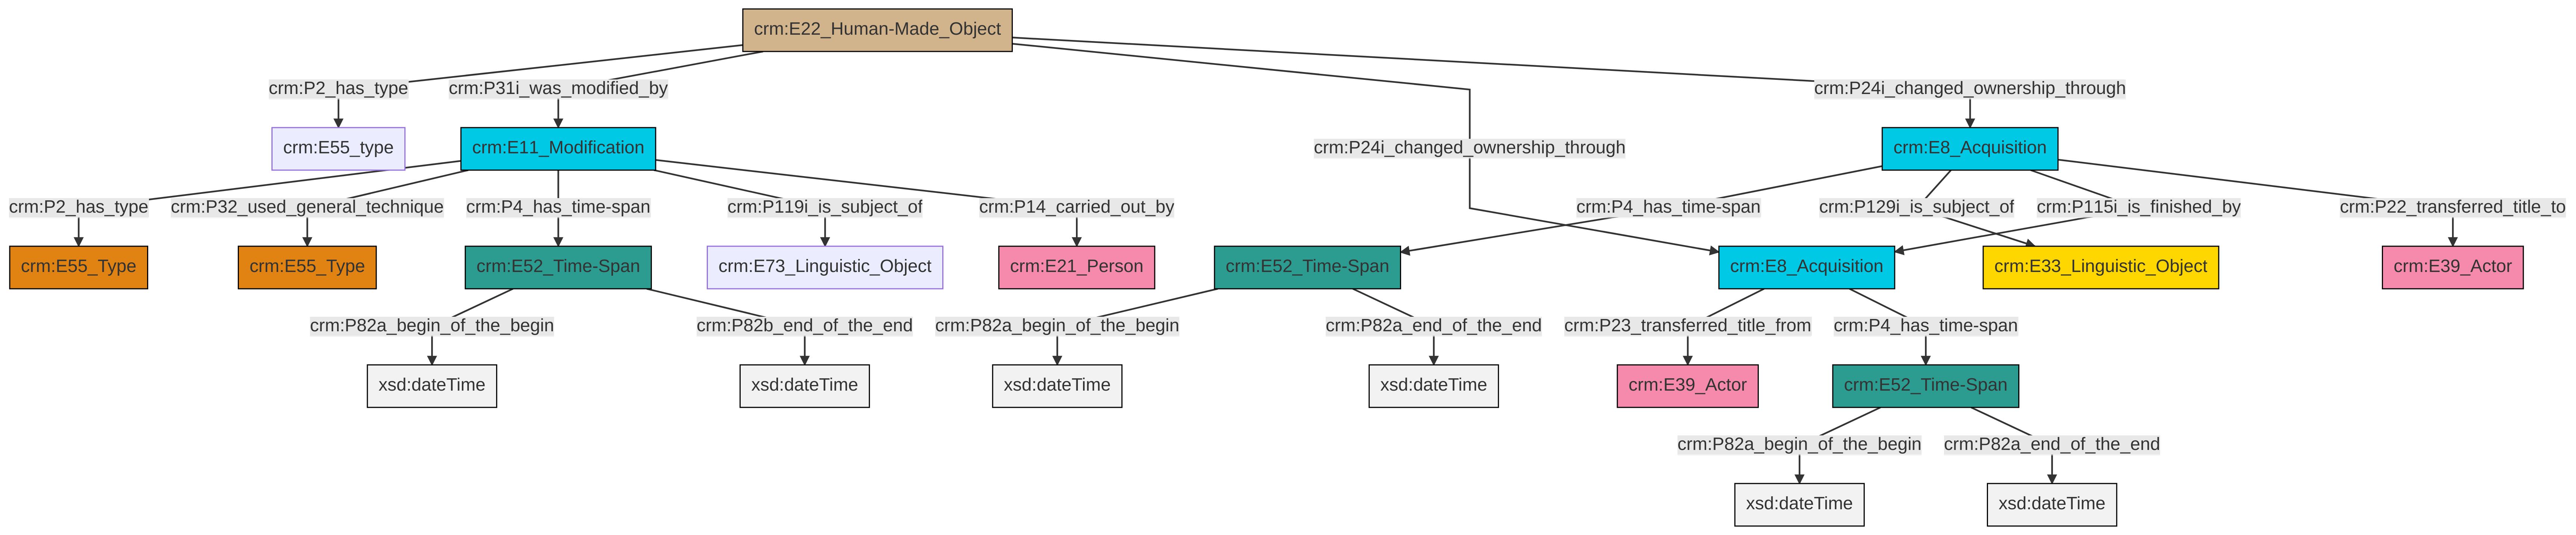 crm:E22_Human-Made_Object
crm:P2_has_type
crm:P31i_was_modified_by
crm:P24i_changed_ownership_through
crm:E55_type
crm:E11_Modification
crm:P24i_changed_ownership_through
crm:E8_Acquisition
crm:P2_has_type
crm:P32_used_general_technique
crm:P4_has_time-span
crm:P119i_is_subject_of
crm:P14_carried_out_by
crm:P4_has_time-span
crm:P129i_is_subject_of
crm:P115i_is_finished_by
crm:P22_transferred_title_to
crm:E55_Type
crm:E55_Type
crm:E52_Time-Span
crm:E73_Linguistic_Object
crm:E21_Person
crm:E52_Time-Span
crm:E8_Acquisition
crm:E33_Linguistic_Object
crm:E39_Actor
crm:P82a_begin_of_the_begin
crm:P82b_end_of_the_end
crm:P82a_begin_of_the_begin
crm:P82a_end_of_the_end
crm:P23_transferred_title_from
crm:P4_has_time-span
xsd:dateTime
xsd:dateTime
xsd:dateTime
xsd:dateTime
crm:E39_Actor
crm:E52_Time-Span
crm:P82a_begin_of_the_begin
crm:P82a_end_of_the_end
xsd:dateTime
xsd:dateTime